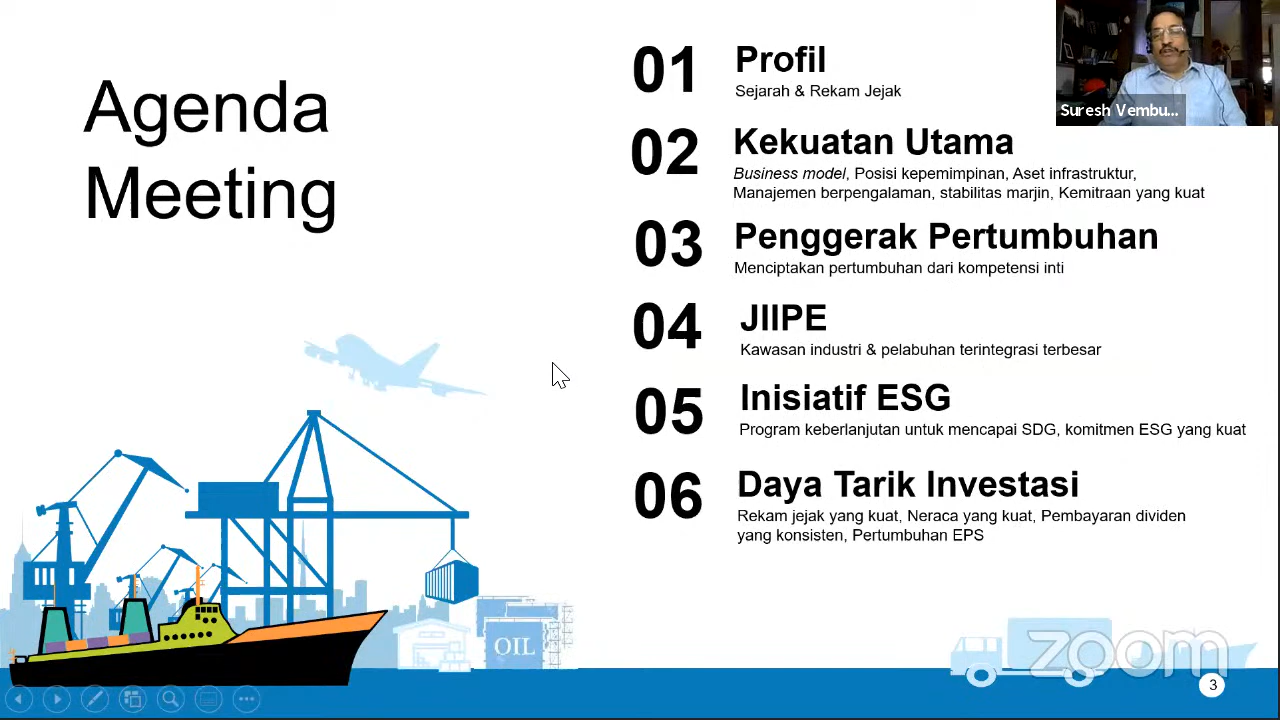 Agenda
Meeting
01
Profil
Sejarah & Rekam Jejak
02
Kekuatan Utama
Business model, Posisi kepemimpinan, Aset infrastruktur,
Manajemen berpengalaman, stabilitas marjin, Kemitraan yang kuat
03
Penggerak Pertumbuhan
Menciptakan pertumbuhan dari kompetensi inti
04
JIIPE
Kawasan industri & pelabuhan terintegrasi terbesar
05
Inisiatif ESG
Program keberlanjutan untuk mencapai SDG, komitmen ESG yang kuat
06
Daya Tarik Investasi
Rekam jejak yang kuat, Neraca yang kuat, Pembayaran dividen
yang konsisten, Pertumbuhan EPS
Suresh Vembu...
OIL
zoom
3